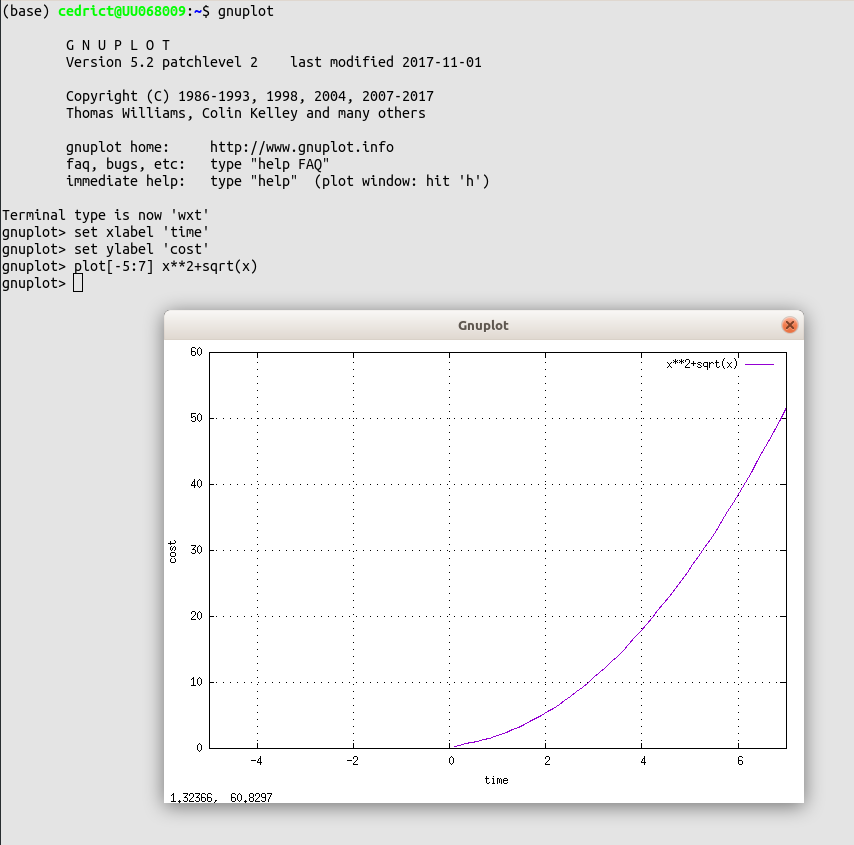 (base) cedrict@UU068009:~$ gnuplot
G N U P L O T
Version 5.2 patchlevel 2    last modified 2017-11-01
Copyright (C) 1986-1993, 1998, 2004, 2007-2017
Thomas Williams, Colin Kelley and many others
gnuplot home:     http://www.gnuplot.info
faq, bugs, etc:   type "help FAQ"
immediate help:   type "help"  (plot window: hit 'h')
Terminal type is now 'wxt'
gnuplot> set xlabel 'time'
gnuplot> set ylabel 'cost'
gnuplot> plot[-5:7] x**2+sqrt(x)
gnuplot>
Gnuplot
x**2+sqrt(x)
60
50
40
30
20
10
0
cost
-4 -2 0 2 4 6
time
1.32366,  60.8297